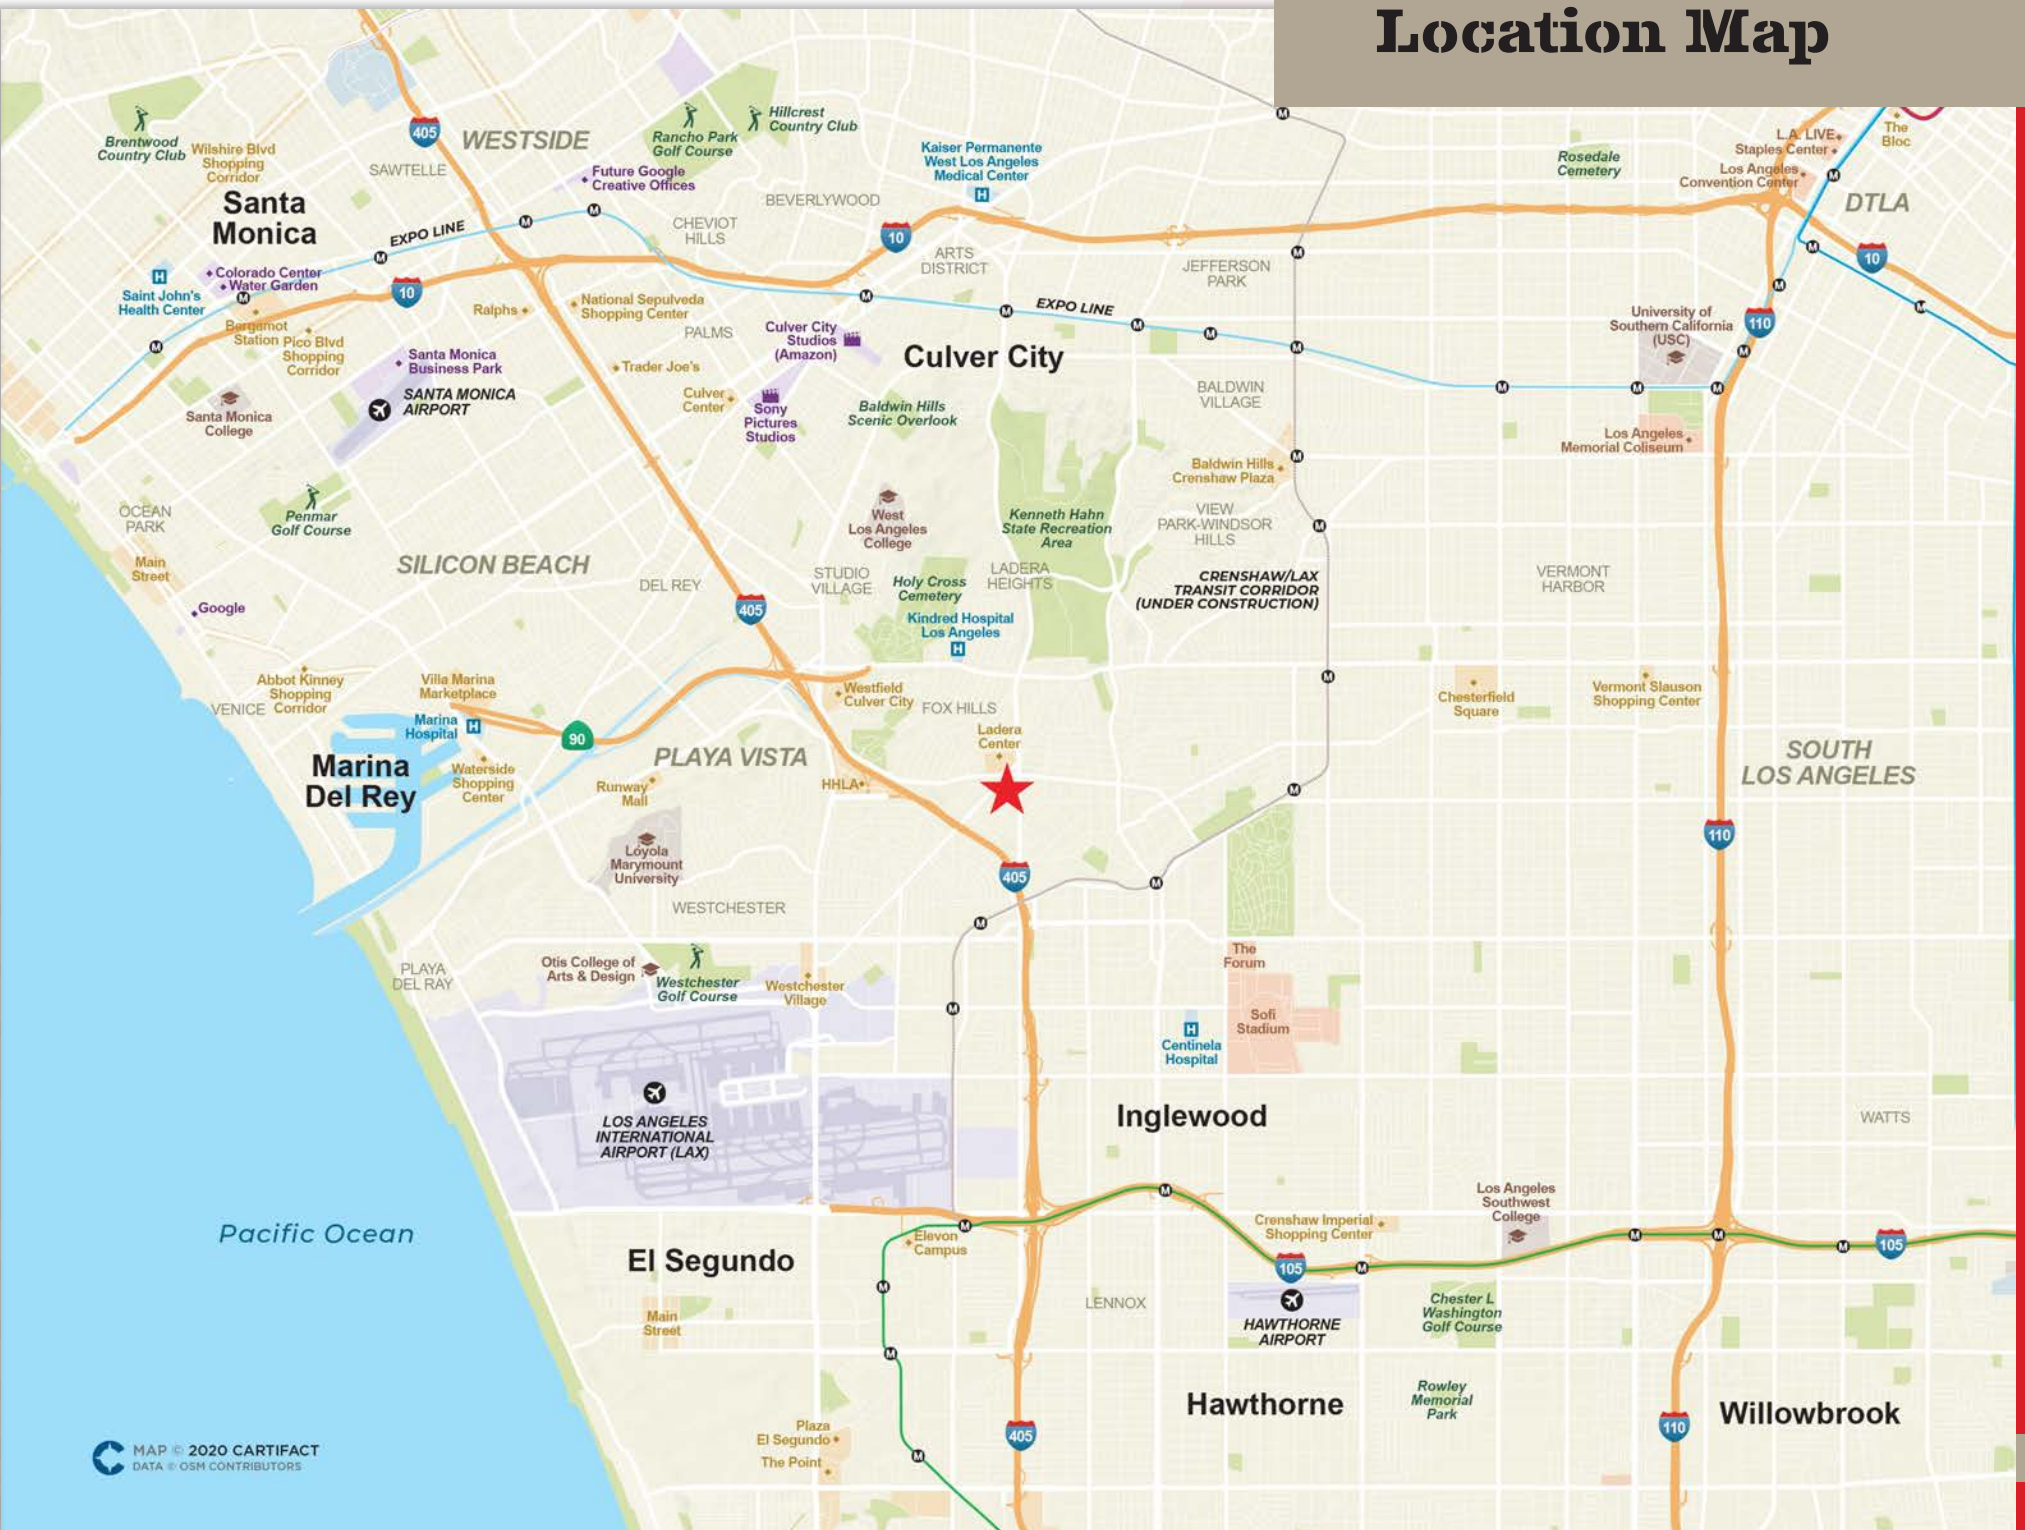 Location Map
405
WESTSIDE
Brentwood
Country Club
Wilshire Blvd
Shopping
Corridor
SAWTELLE
Rancho Park
Golf Course
Hillcrest
Country Club
Future Google
Creative Offices
Kaiser Permanente
West Los Angeles
Medical Center
H
BEVERLYWOOD
Rosedale
Cemetery
L.A. LIVE
Staples Center
The
Bloc
Los Angeles
Convention Center
M
DTLA
Santa
Monica
EXPO LINE
CHEVIOT
HILLS
10
ARTS
DISTRICT
JEFFERSON
PARK
10
H
Saint John's
Health Center
Colorado Center
Water Garden
10
Ralphs
National Sepulveda
Shopping Center
Bergamot
Station
Pico Blvd
Shopping
Corridor
PALMS
Culver City
Studios
(Amazon)
EXPO LINE
Culver City
University of
Southern California
(USC)
110
Santa Monica
Business Park
SANTA MONICA
AIRPORT
Trader Joe's
Culver
Center
Sony
Pictures
Studios
Baldwin Hills
Scenic Overlook
BALDWIN
VILLAGE
Santa Monica
College
Los Angeles
Memorial Coliseum
Baldwin Hills
Crenshaw Plaza
OCEAN
PARK
Penmar
Golf Course
West
Los Angeles
College
Kenneth Hahn
State Recreation
Area
VIEW
PARK-WINDSOR
HILLS
Main
Street
SILICON BEACH
DEL REY
STUDIO
VILLAGE
Holy Cross
Cemetery
LADERA
HEIGHTS
CRENSHAW/LAX
TRANSIT CORRIDOR
(UNDER CONSTRUCTION)
VERMONT
HARBOR
Google
405
Kindred Hospital
Los Angeles
H
Abbot Kinney
Shopping
Corridor
VENICE
Villa Marina
Marketplace
Marina
Hospital
H
90
Westfield
Culver City
FOX HILLS
Chesterfield
Square
Vermont Slauson
Shopping Center
Ladera
Center
Marina
Del Rey
Waterside
Shopping
Center
PLAYA VISTA
Runway
Mall
HHLA
SOUTH
LOS ANGELES
110
Loyola
Marymount
University
405
WESTCHESTER
PLAYA
DEL RAY
Otis College of
Arts & Design
Westchester
Golf Course
Westchester
Village
The
Forum
Sofi
Stadium
H
Centinela
Hospital
LOS ANGELES
INTERNATIONAL
AIRPORT (LAX)
Inglewood
WATTS
Los Angeles
Southwest
College
Pacific Ocean
El Segundo
Elevon
Campus
Crenshaw Imperial
Shopping Center
105
105
Main
Street
LENNOX
HAWTHORNE
AIRPORT
Chester L
Washington
Golf Course
Hawthorne
Rowley
Memorial
Park
Willowbrook
Plaza
El Segundo
The Point
405
110
MAP © 2020 CARTIFACT
DATA © OSM CONTRIBUTORS